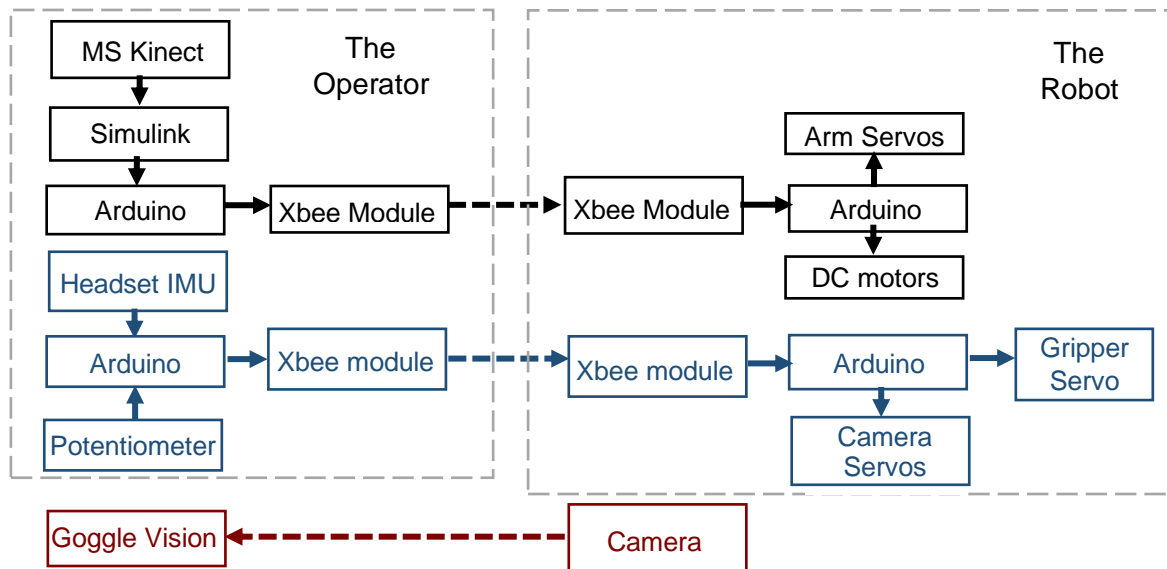 The
Operator
MS Kinect
Simulink
Arduino
Xbee Module
Headset IMU
Arduino
Xbee module
Potentiometer
The
Robot
Arm Servos
Xbee Module
Arduino
DC motors
Xbee module
Arduino
Gripper
Servo
Camera
Servos
Goggle Vision
Camera